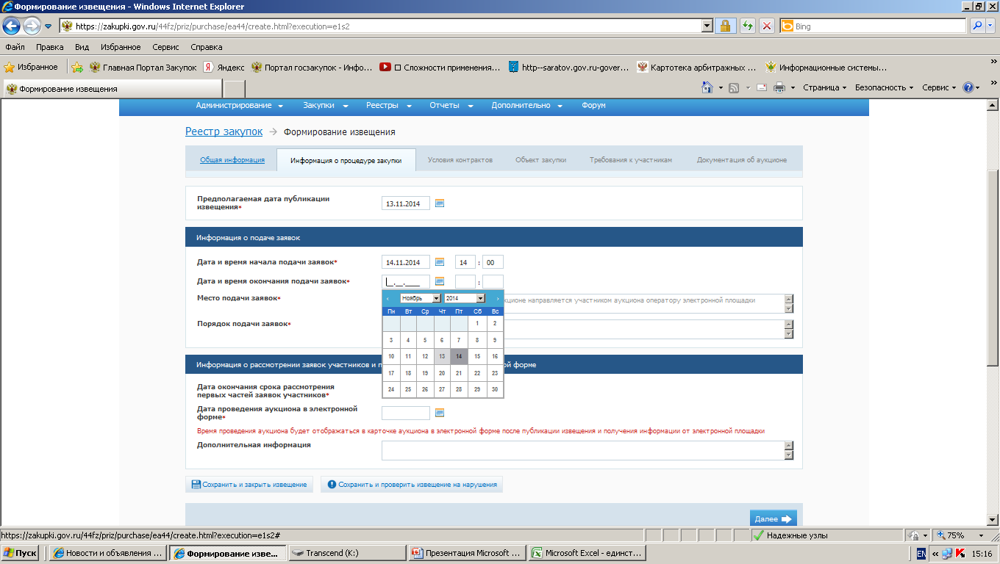 Формирование извещения - Windows Internet Explorer
https://zakupki.gov.ru/44fz/priz/purchase/ea44/create.html?execution=e1s2
Bing
Файл Правка Вид Избранное Сервис Справка
Избранное Главная Портал Закупок Яндекс Портал госзакупок - Инфо... Сложности применения... http--saratov.gov.ru-gover... Картотека арбитражных ... Информационные системы...
Формирование извещения Страница Безопасность Сервис
Администрирование Закупки Реестры Отчеты Дополнительно Форум
Реестр закупок → Формирование извещения
Общая информация Информация о процедуре закупки Условия контрактов Объект закупки Требования к участникам Документация об аукционе
Предполагаемая дата публикации
извещения* 13.11.2014
Информация о подаче заявок
Дата и время начала подачи заявок* 14.11.2014 14 : 00
Дата и время окончания подачи заявок* __.__.____ :
Место подачи заявок* кционе направляется участником аукциона оператору электронной площадки
Порядок подачи заявок*
‹ Ноябрь 2014 ›
Пн Вт Ср Чт Пт Сб Вс
1 2
3 4 5 6 7 8 9
10 11 12 13 14 15 16
17 18 19 20 21 22 23
24 25 26 27 28 29 30
Информация о рассмотрении заявок участников и п ой форме
Дата окончания срока рассмотрения
первых частей заявок участников*
Дата проведения аукциона в электронной
форме*
Время проведения аукциона будет отображаться в карточке аукциона в электронной форме после публикации извещения и получения информации от электронной площадки
Дополнительная информация
Сохранить и закрыть извещение Сохранить и проверить извещение на нарушения
Далее
https://zakupki.gov.ru/44fz/priz/purchase/ea44/create.html?execution=e1s2# Надежные узлы 75%
Пуск Новости и объявления ... Формирование изве... Transcend (K:) Презентация Microsoft ... Microsoft Excel - единст... EN « 15:16